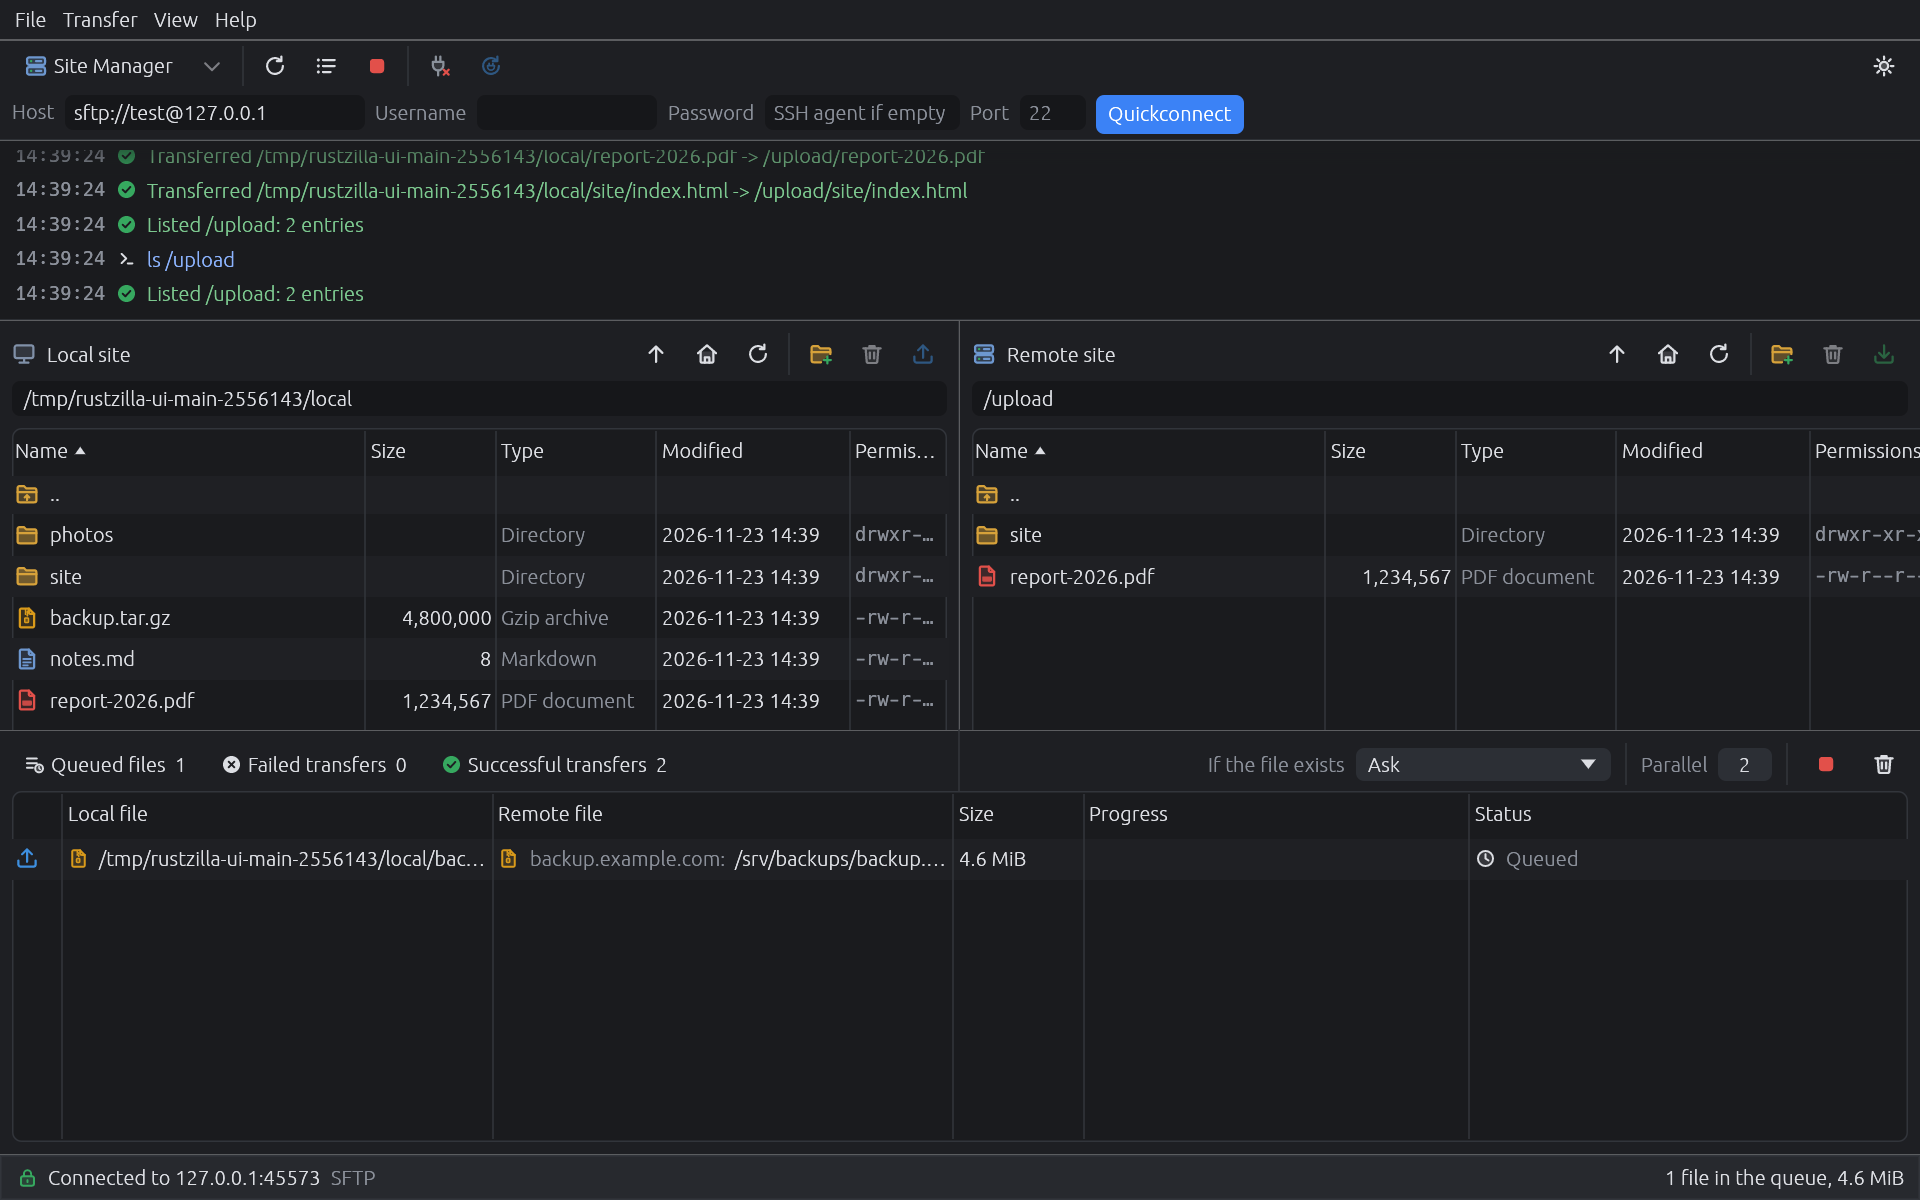 File Transfer View Help
Site Manager
Host sftp://test@127.0.0.1 Username Password SSH agent if empty Port 22 Quickconnect
14:39:24 Transferred /tmp/rustzilla-ui-main-2556143/local/report-2026.pdf -> /upload/report-2026.pdf
14:39:24 Transferred /tmp/rustzilla-ui-main-2556143/local/site/index.html -> /upload/site/index.html
14:39:24 Listed /upload: 2 entries
14:39:24 ls /upload
14:39:24 Listed /upload: 2 entries
Local site
/tmp/rustzilla-ui-main-2556143/local
Name Size Type Modified Permis...
..
photos Directory 2026-11-23 14:39 drwxr-...
site Directory 2026-11-23 14:39 drwxr-...
backup.tar.gz 4,800,000 Gzip archive 2026-11-23 14:39 -rw-r-...
notes.md 8 Markdown 2026-11-23 14:39 -rw-r-...
report-2026.pdf 1,234,567 PDF document 2026-11-23 14:39 -rw-r-...
Remote site
/upload
Name Size Type Modified Permissions
..
site Directory 2026-11-23 14:39 drwxr-xr-x
report-2026.pdf 1,234,567 PDF document 2026-11-23 14:39 -rw-r--r--
Queued files 1 Failed transfers 0 Successful transfers 2 If the file exists Ask Parallel 2
Local file Remote file Size Progress Status
/tmp/rustzilla-ui-main-2556143/local/bac... backup.example.com: /srv/backups/backup.... 4.6 MiB Queued
Connected to 127.0.0.1:45573 SFTP 1 file in the queue, 4.6 MiB